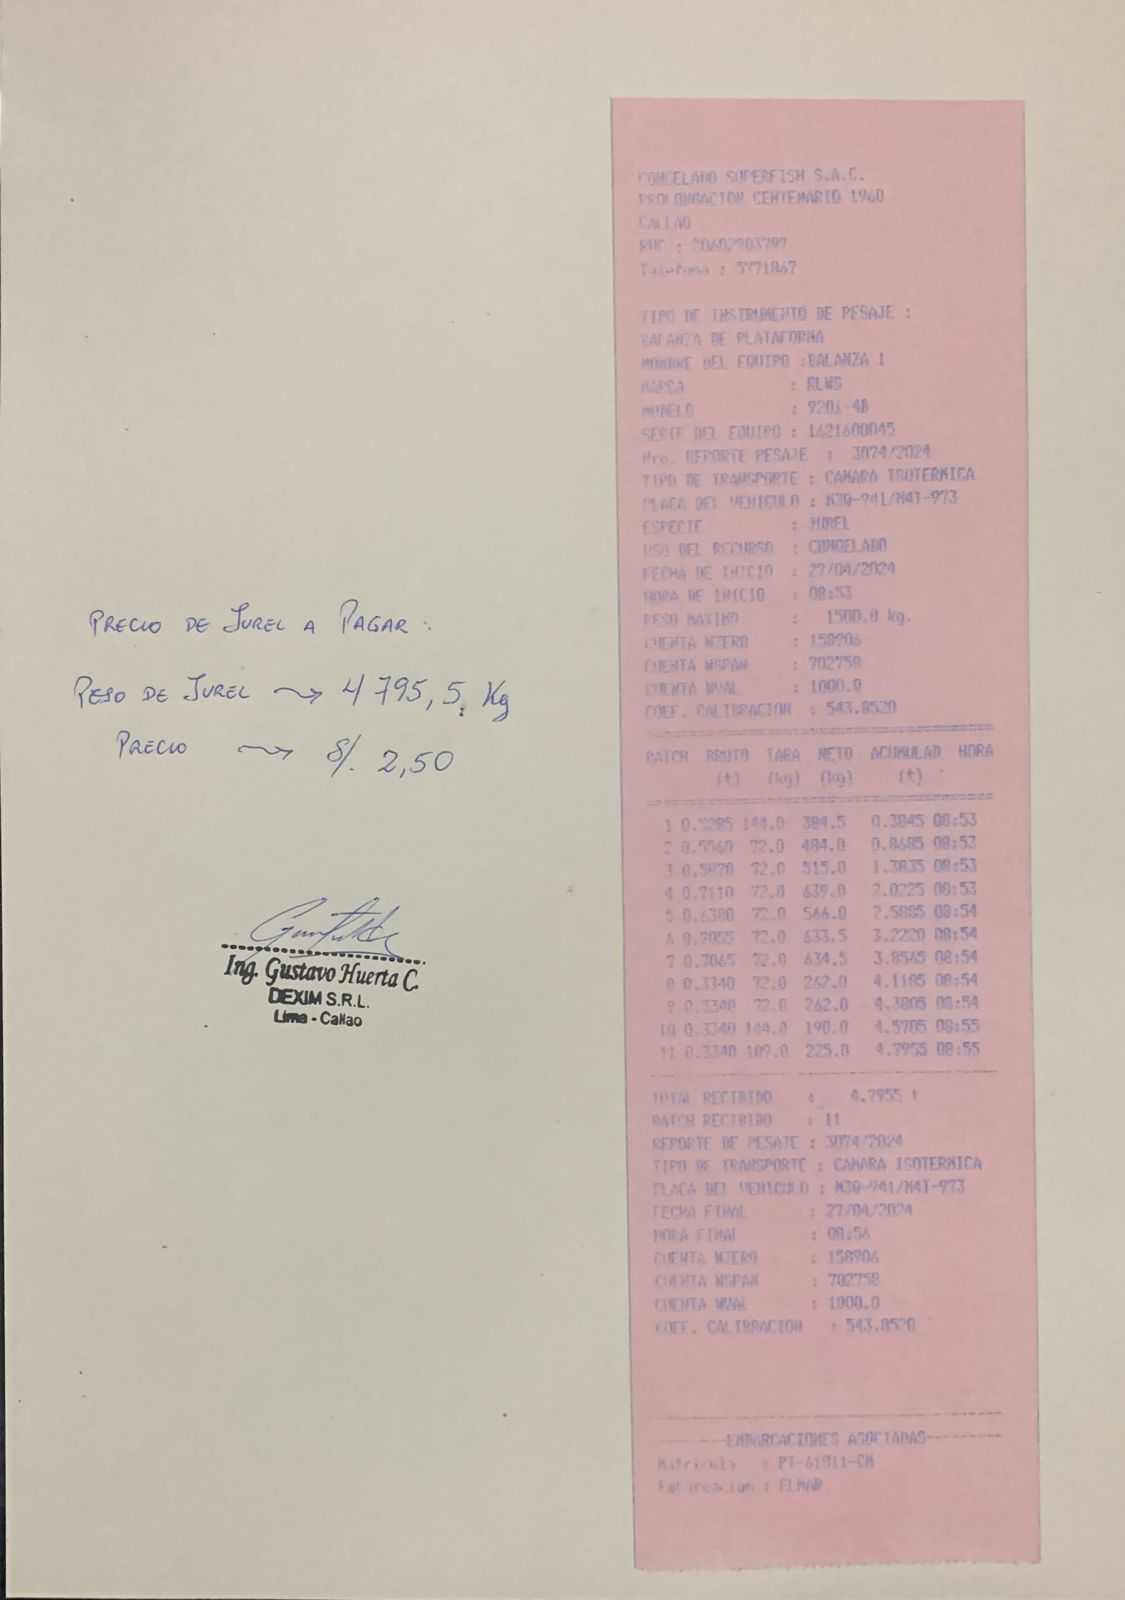 PRECIO DE JUREL A PAGAR :
PESO DE JUREL 4 795,5 Kg
PRECIO S/. 2,50
Ing. Gustavo Huerta C.
DEXIM S.R.L.
Lima - Callao
CONGELADO SUPERFISH S.A.C.
PROLONGACION CENTENARIO 1960
CALLAO
RUC : 20602903797
Telefono : 5771867
TIPO DE INSTRUMENTO DE PESAJE :
BALANZA DE PLATAFORMA
NOMBRE DEL EQUIPO :BALANZA 1
MARCA : RLWS
MODELO : 920i-4B
SERIE DEL EQUIPO : 1621600045
Nro. REPORTE PESAJE : 3074/2024
TIPO DE TRANSPORTE : CAMARA ISOTERMICA
PLACA DEL VEHICULO : M3Q-941/M4T-973
ESPECIE : JUREL
USO DEL RECURSO : CONGELADO
FECHA DE INICIO : 27/04/2024
HORA DE INICIO : 08:53
PESO MAXIMO : 1500.0 kg.
CUENTA WZERO : 158906
CUENTA WSPAN : 702758
CUENTA WVAL : 1000.0
COEF. CALIBRACION : 543.8520
BATCH BRUTO TARA NETO ACUMULAD HORA
(t) (kg) (kg) (t)
1 0.5285 144.0 384.5 0.3845 08:53
2 0.5560 72.0 484.0 0.8685 08:53
3 0.5870 72.0 515.0 1.3835 08:53
4 0.7110 72.0 639.0 2.0225 08:53
5 0.6380 72.0 566.0 2.5885 08:54
6 0.7055 72.0 633.5 3.2220 08:54
7 0.7065 72.0 634.5 3.8565 08:54
8 0.3340 72.0 262.0 4.1185 08:54
9 0.3340 72.0 262.0 4.3805 08:54
10 0.3340 144.0 190.0 4.5705 08:55
11 0.3340 109.0 225.0 4.7955 08:55
TOTAL RECIBIDO : 4.7955 t
BATCH RECIBIDO : 11
REPORTE DE PESAJE : 3074/2024
TIPO DE TRANSPORTE : CAMARA ISOTERMICA
PLACA DEL VEHICULO : M3Q-941/M4T-973
FECHA FINAL : 27/04/2024
HORA FINAL : 08:56
CUENTA WZERO : 158906
CUENTA WSPAN : 702758
CUENTA WVAL : 1000.0
COEF. CALIBRACION : 543.8520
-------EMBARCACIONES ASOCIADAS-------
Matricula : PT-61811-CM
Embarcacion : ELMAR